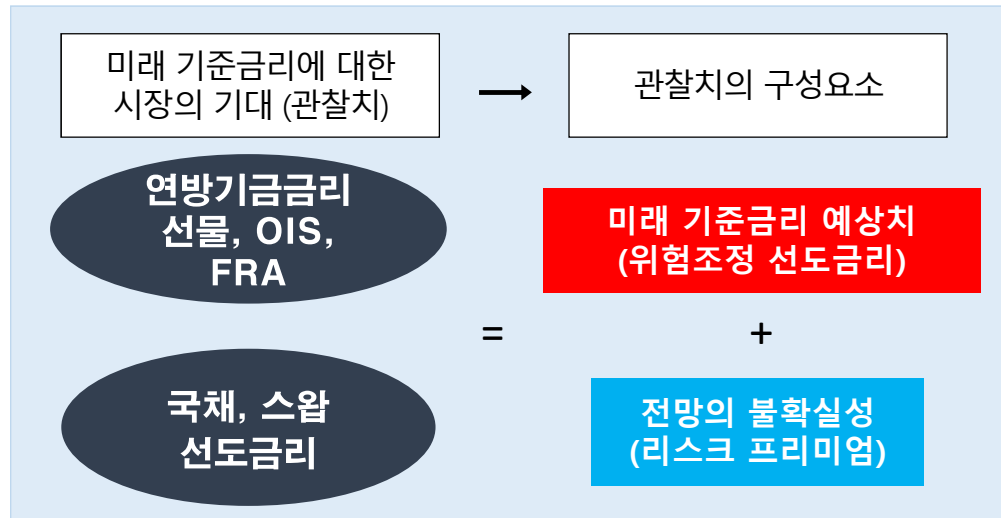 미래 기준금리에 대한
시장의 기대 (관찰치)
→
관찰치의 구성요소
연방기금금리
선물, OIS,
FRA
미래 기준금리 예상치
(위험조정 선도금리)
=
+
국채, 스왑
선도금리
전망의 불확실성
(리스크 프리미엄)